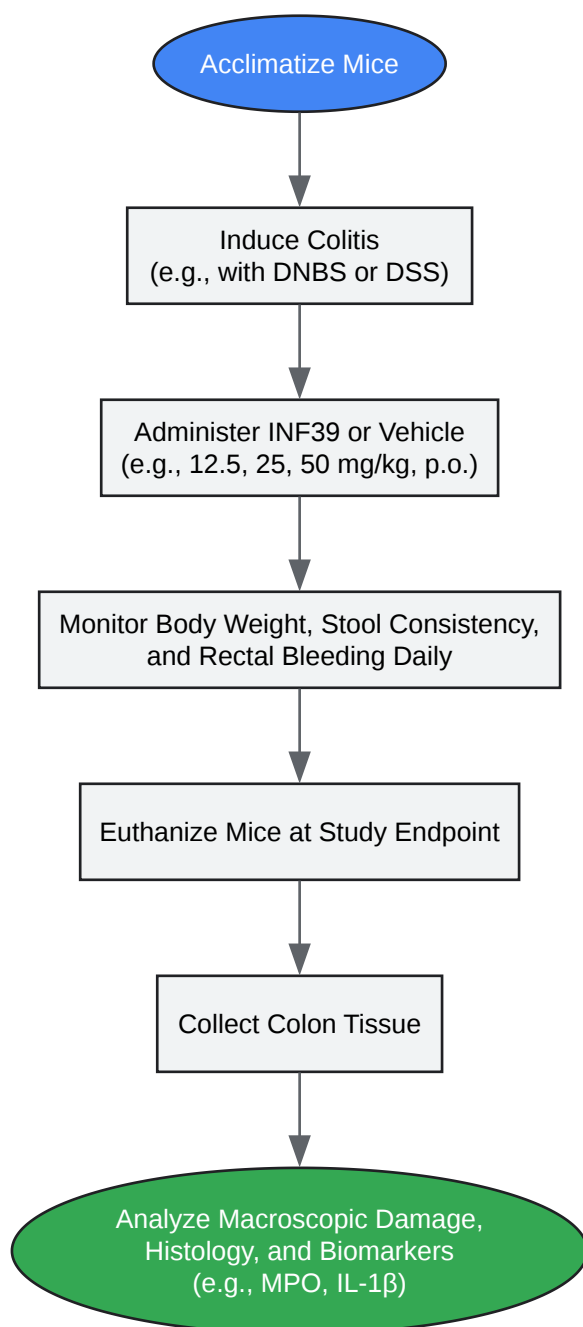 Acclimatize Mice
Induce Colitis
(e.g., with DNBS or DSS)
Administer INF39 or Vehicle
(e.g., 12.5, 25, 50 mg/kg, p.o.)
Monitor Body Weight, Stool Consistency,
and Rectal Bleeding Daily
Euthanize Mice at Study Endpoint
Collect Colon Tissue
Analyze Macroscopic Damage,
Histology, and Biomarkers
(e.g., MPO, IL-1β)